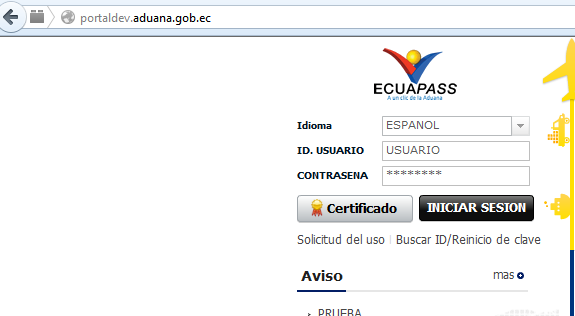 portaldev.aduana.gob.ec
ECUAPASS
A un clic de la Aduana
Idioma ESPANOL
ID. USUARIO USUARIO
CONTRASENA ********
Certificado INICIAR SESION
Solicitud del uso | Buscar ID/Reinicio de clave
Aviso mas
PRUEBA